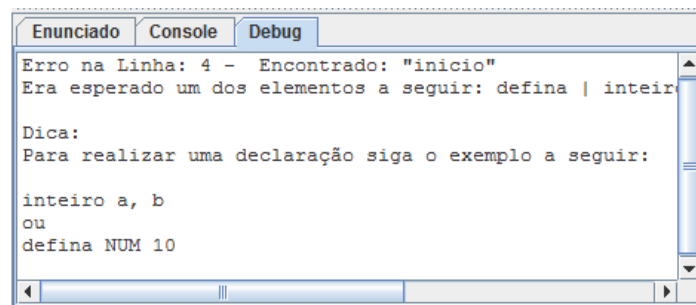 Enunciado Console Debug
Erro na Linha: 4 - Encontrado: "inicio"
Era esperado um dos elementos a seguir: defina | inteir
Dica:
Para realizar uma declaração siga o exemplo a seguir:
inteiro a, b
ou
defina NUM 10